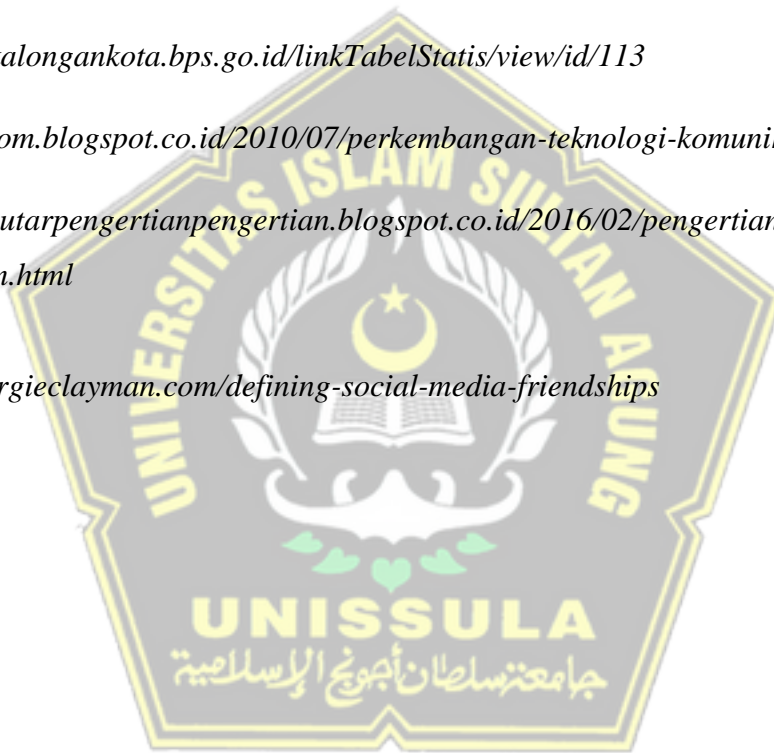 alongankota.bps.go.id/linkTabelStatis/view/id/113
om.blogspot.co.id/2010/07/perkembangan-teknologi-komuni
utarpengertianpengertian.blogspot.co.id/2016/02/pengertian
.html
rgieclayman.com/defining-social-media-friendships
UNIVERSITAS ISLAM SULTAN AGUNG
UNISSULA
جامعة سلطان أجونج الإسلامية